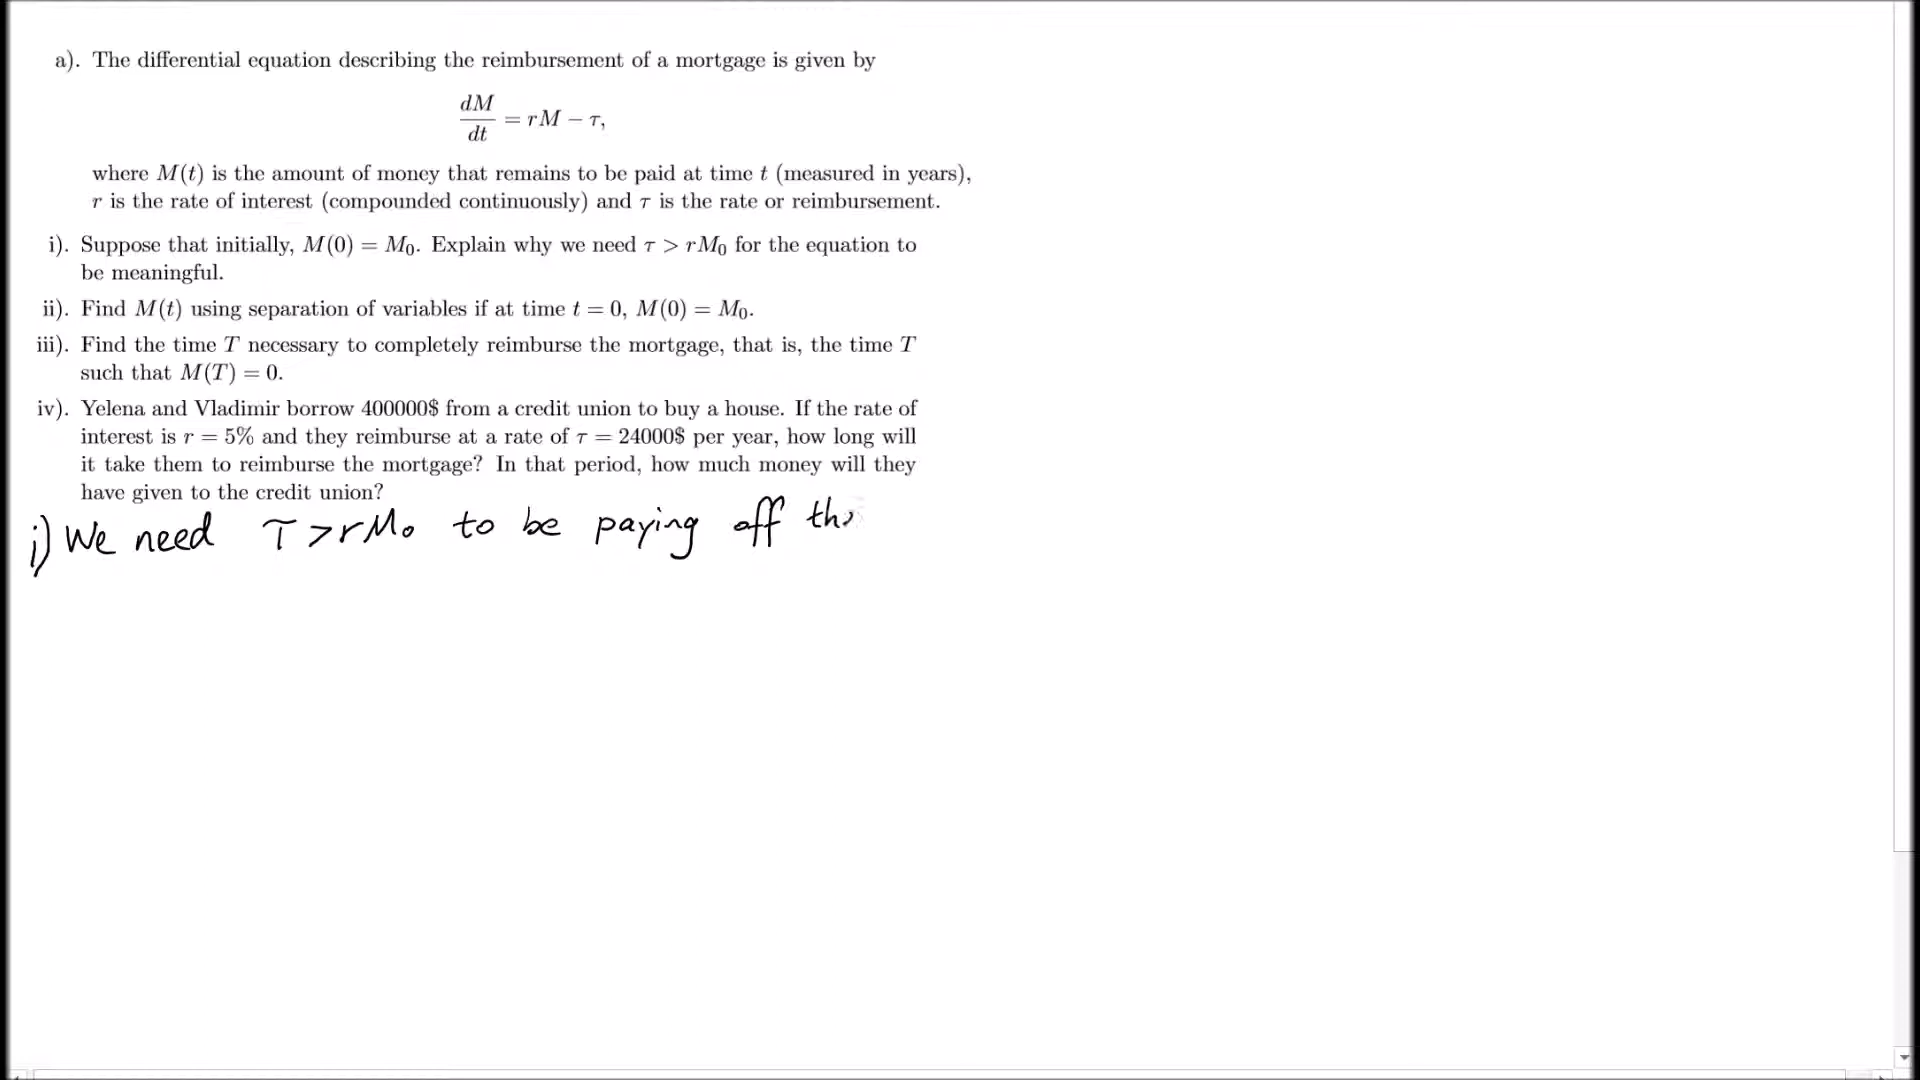 a). The differential equation describing the reimbursement of a mortgage is given by
dM/dt = rM − τ,
where M(t) is the amount of money that remains to be paid at time t (measured in years),
r is the rate of interest (compounded continuously) and τ is the rate or reimbursement.
i). Suppose that initially, M(0) = M₀. Explain why we need τ > rM₀ for the equation to
be meaningful.
ii). Find M(t) using separation of variables if at time t = 0, M(0) = M₀.
iii). Find the time T necessary to completely reimburse the mortgage, that is, the time T
such that M(T) = 0.
iv). Yelena and Vladimir borrow 400000$ from a credit union to buy a house. If the rate of
interest is r = 5% and they reimburse at a rate of τ = 24000$ per year, how long will
it take them to reimburse the mortgage? In that period, how much money will they
have given to the credit union?
i) We need τ > rM₀ to be paying off